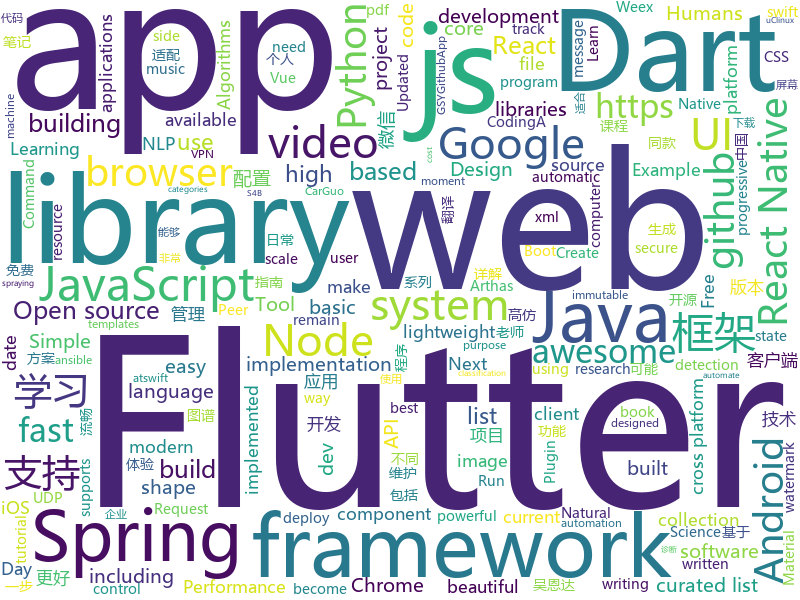 app
js
Dart
Flutter
web
library
framework
Spring
Java
JavaScript
Python
video
Google
browser
Node
system
UI
React Native
Android
github
https
awesome
框架
学习
支持
代码
Weex
swift
uClinux
笔记
side
适配
need
pdf
code
development
core
Humans
message
Learn
CSS
屏幕
applications
music
个人
Vue
Algorithms
React
track
file
program
Updated
project
platform
available
building
libraries
Native
适合
machine
NLP
use
微信
GSYGithubApp
CodingA
source
课程
下载
同款
Learning
VPN
配置
based
high
Design
Example
automatic
progressive
中国
Command
categories
S4B
翻译
xml
computer
cost
moment
CarGuo
resource
能够
日常
scale
user
make
Tool
basic
管理
Boot
Create
secure
生成
版本
Open source
免费
指南
系列
详解
Arthas
Free
Simple
Peer
remain
lightweight
老师
高仿
immutable
开源
state
spraying
templates
fast
date
方案
ansible
easy
implementation
Next
research
可能
detection
客户端
图谱
非常
language
应用
程序
purpose
using
automation
classification
使用
流畅
modern
Request
way
开发
API
list
client
book
best
designed
automate
项目
技术
体验
build
implemented
dev
不同
功能
image
Plugin
built
cross platform
tutorial
supports
shape
维护
包括
Run
Natural
iOS
UDP
deploy
component
powerful
current
collection
watermark
Day
including
Performance
Chrome
software
Science
基于
Material
一步
企业
control
吴恩达
become
beautiful
writing
written
curated list
更好
atswift
诊断